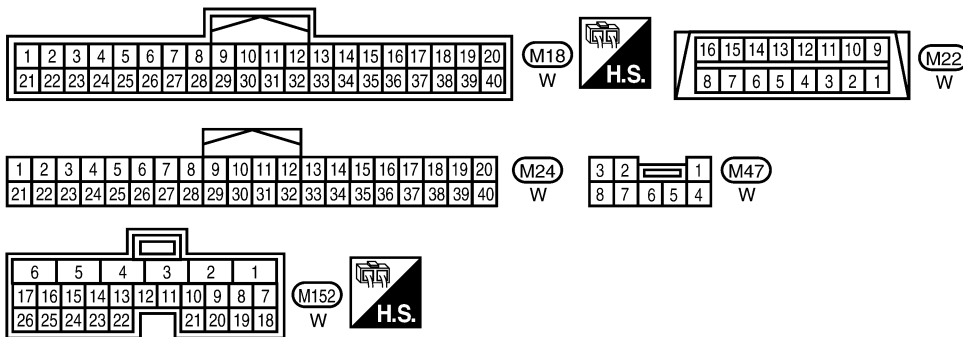 1 2 3 4 5 6 7 8 9 10 11 12 13 14 15 16 17 18 19 20
21 22 23 24 25 26 27 28 29 30 31 32 33 34 35 36 37 38 39 40
M18
W
H.S.
16 15 14 13 12 11 10 9
8 7 6 5 4 3 2 1
M22
W
1 2 3 4 5 6 7 8 9 10 11 12 13 14 15 16 17 18 19 20
21 22 23 24 25 26 27 28 29 30 31 32 33 34 35 36 37 38 39 40
M24
W
3 2 1
8 7 6 5 4
M47
W
6 5 4 3 2 1
17 16 15 14 13 12 11 10 9 8 7
26 25 24 23 22 21 20 19 18
M152
W
H.S.